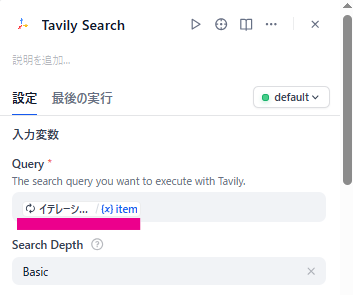 Tavily Search
説明を追加...
設定 最後の実行
default
入力変数
Query *
The search query you want to execute with Tavily.
イテレーシ... / {x} item
Search Depth
Basic